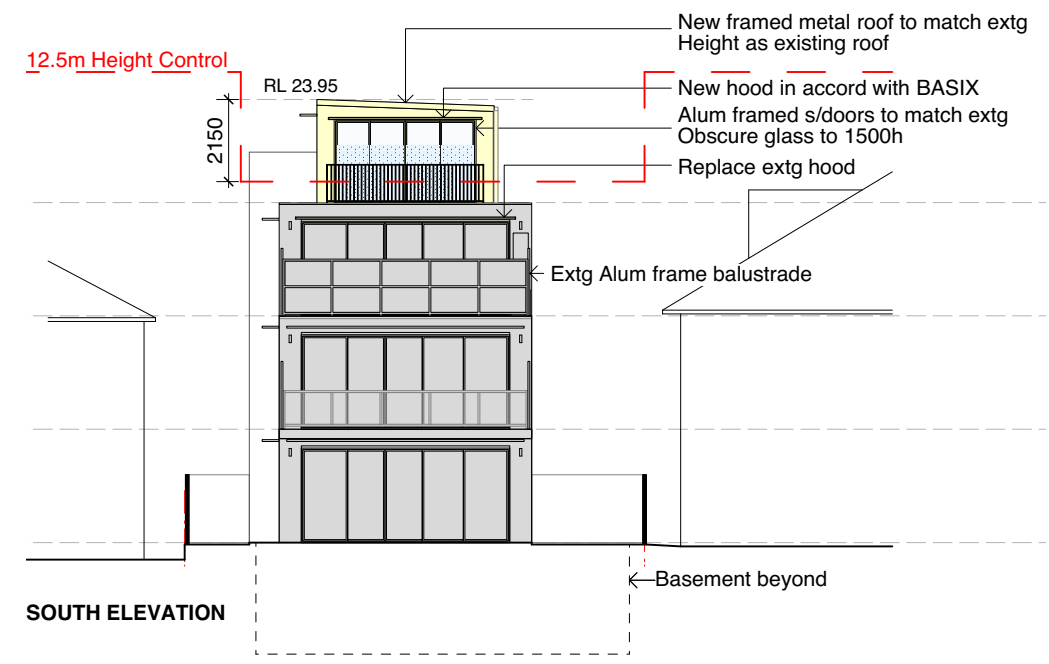 New framed metal roof to match extg
Height as existing roof
12.5m Height Control
RL 23.95
New hood in accord with BASIX
Alum framed s/doors to match extg
Obscure glass to 1500h
2150
Replace extg hood
Extg Alum frame balustrade
Basement beyond
SOUTH ELEVATION